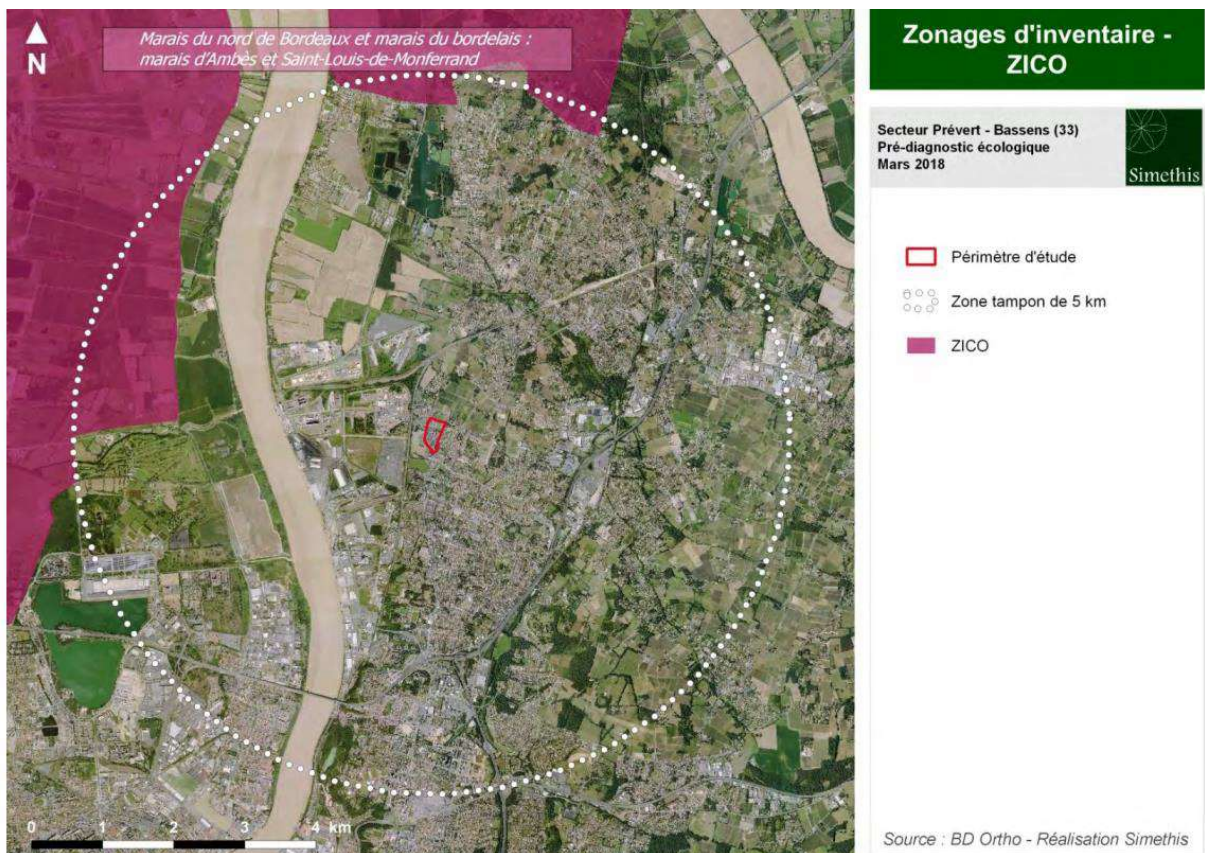 Marais du nord de Bordeaux et marais du bordelais :
marais d'Ambès et Saint-Louis-de-Monferrand
N
0 1 2 3 4 km
Zonages d'inventaire -
ZICO
Secteur Prévert - Bassens (33)
Pré-diagnostic écologique
Mars 2018
Simethis
Périmètre d'étude
Zone tampon de 5 km
ZICO
Source : BD Ortho - Réalisation Simethis